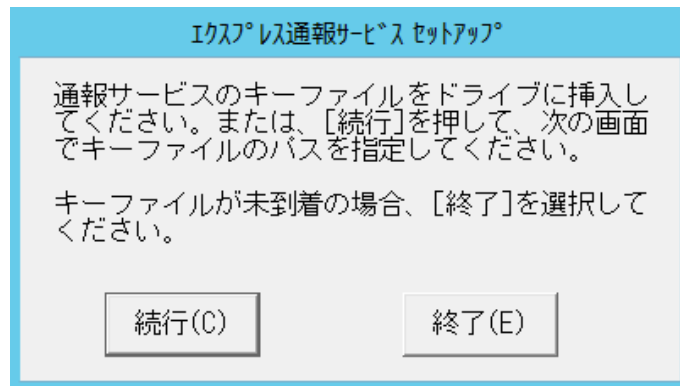 ｴｸｽﾌﾟﾚｽ通報ｻｰﾋﾞｽ ｾｯﾄｱｯﾌﾟ
通報サービスのキーファイルをドライブに挿入し
てください。または、[続行]を押して、次の画面
でキーファイルのパスを指定してください。
キーファイルが未到着の場合、[終了]を選択して
ください。
続行(C)
終了(E)